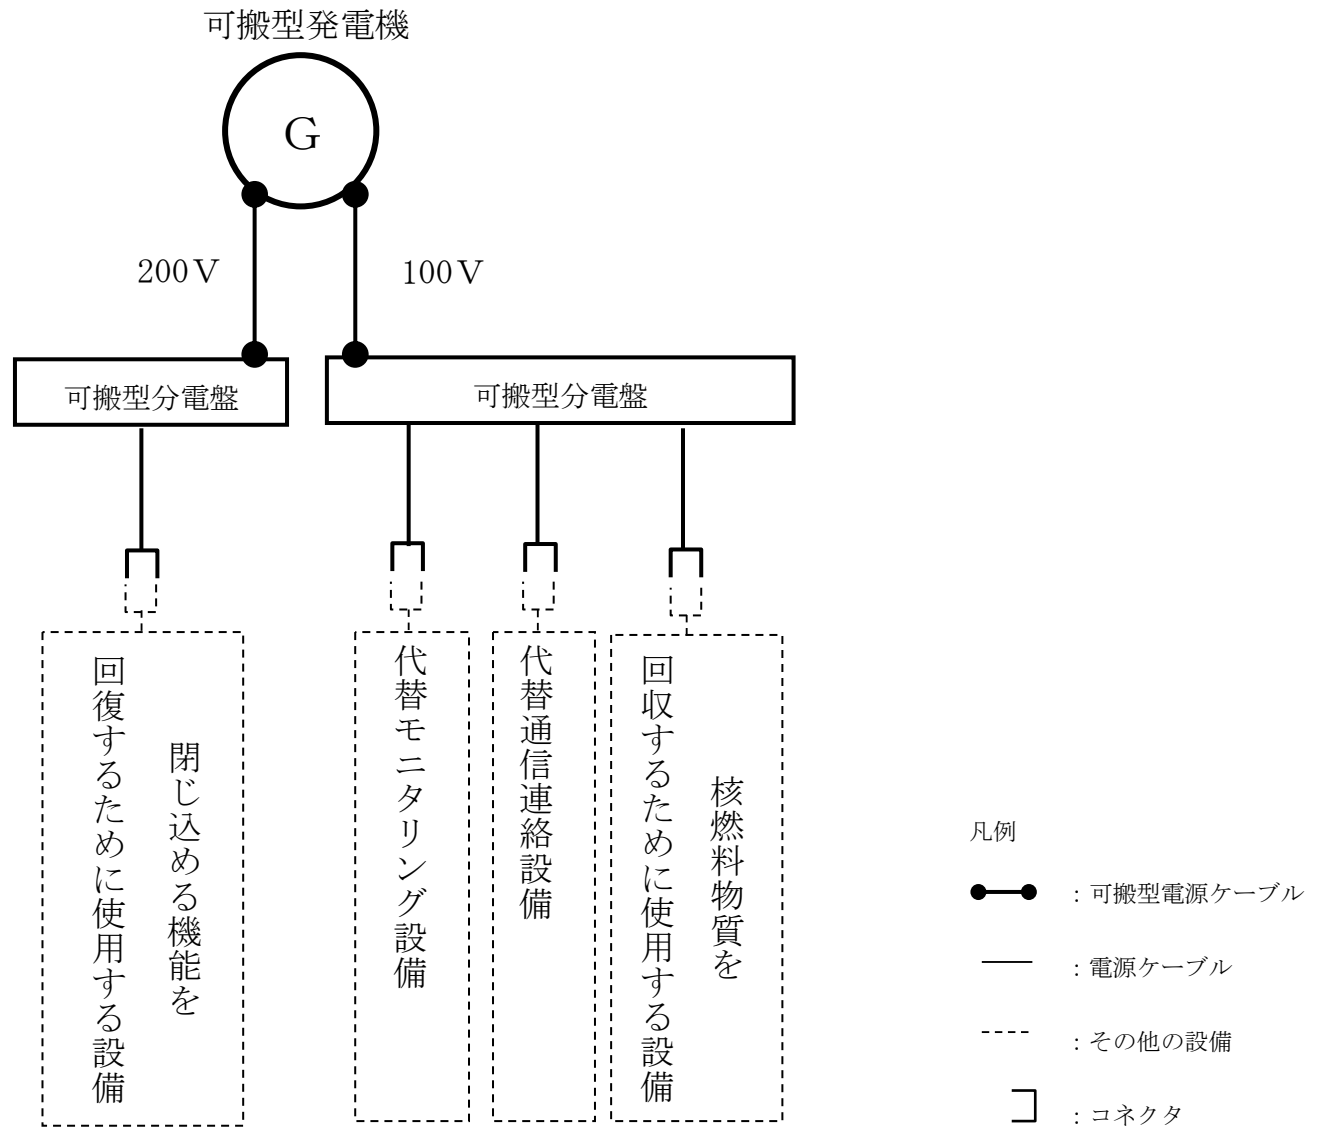 可搬型発電機
G
200V
100V
可搬型分電盤
可搬型分電盤
閉じ込める機能を
回復するために使用する設備
代替モニタリング設備
代替通信連絡設備
核燃料物質を
回収するために使用する設備
凡例
：可搬型電源ケーブル
：電源ケーブル
：その他の設備
：コネクタ